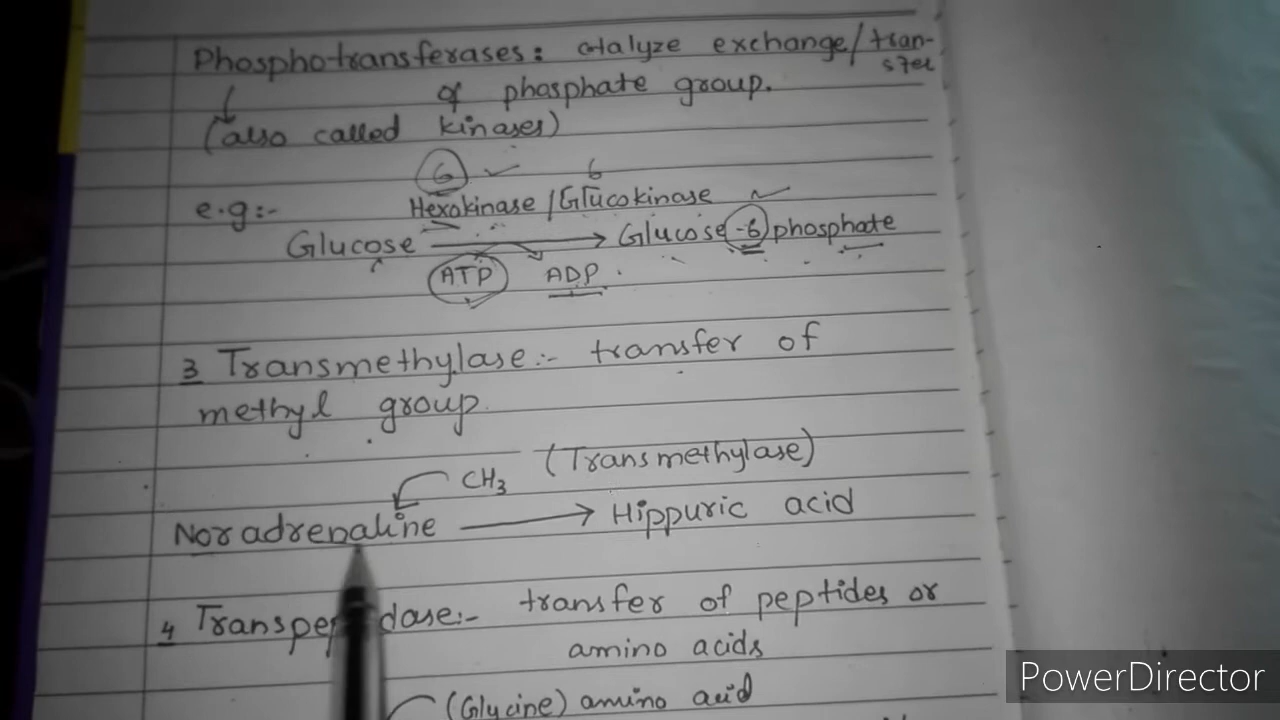 Phosphotransferases: catalyze exchange/tran-
sfer
of phosphate group.
(also called kinases)
6 6
e.g:- Hexokinase/Glucokinase
Glucose → Glucose-6 phosphate
ATP ADP.
3 Transmethylase:- transfer of
methyl group.
CH3 (Transmethylase)
Noradrenaline → Hippuric acid
4 transfer of peptides or
amino acids
(Glycine) amino acid
PowerDirector